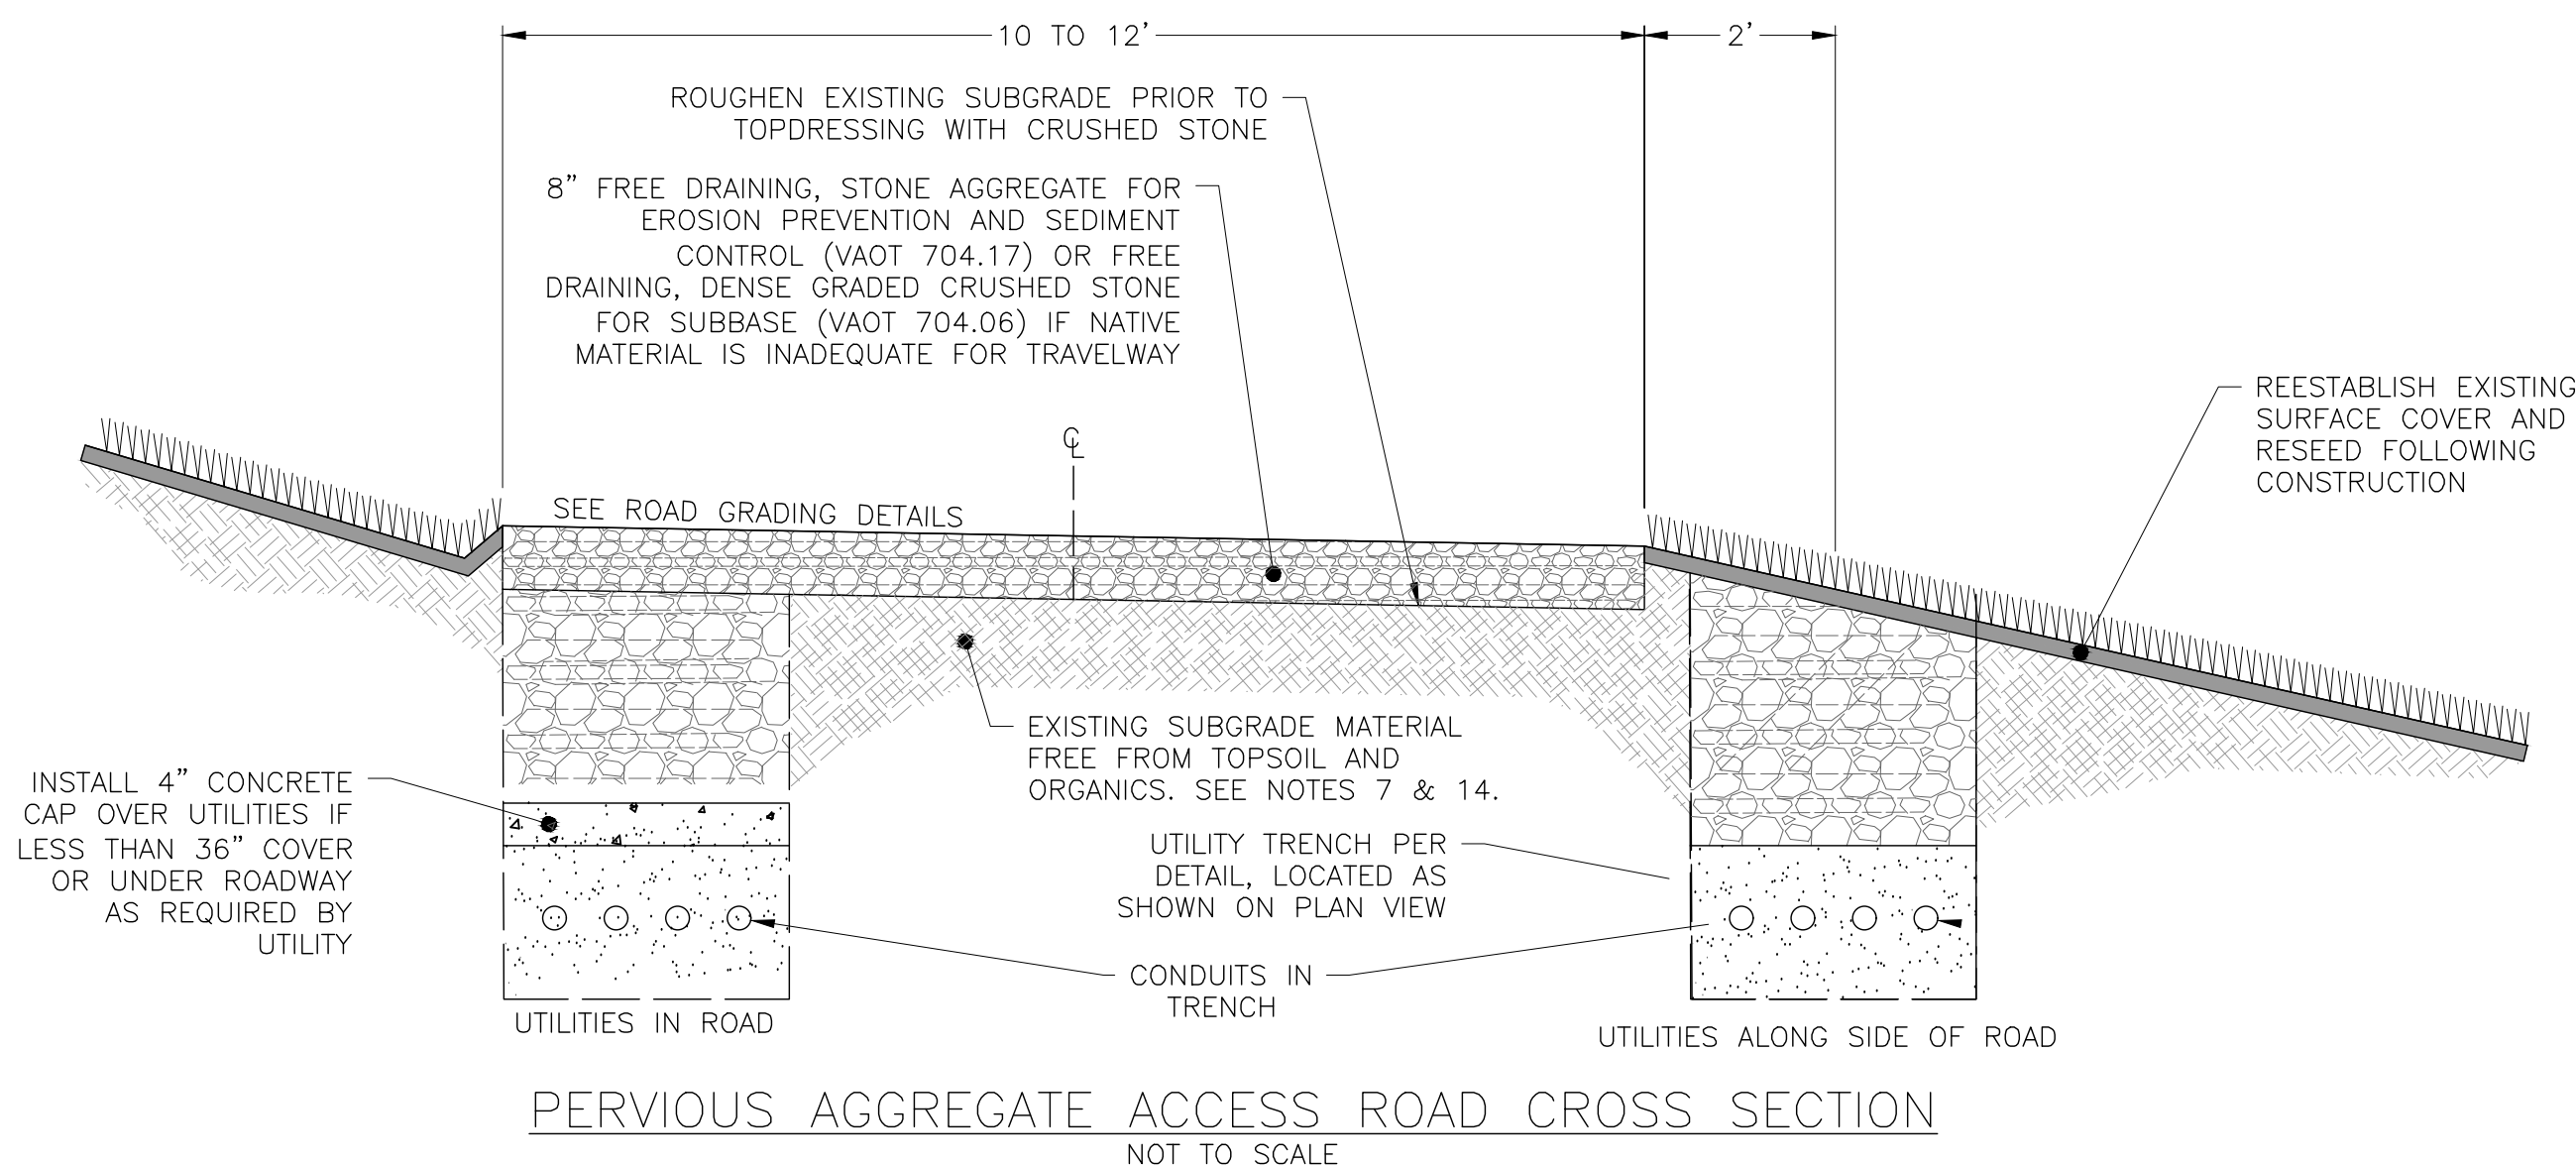 10 TO 12'
2'
ROUGHEN EXISTING SUBGRADE PRIOR TO
TOPDRESSING WITH CRUSHED STONE
8" FREE DRAINING, STONE AGGREGATE FOR
EROSION PREVENTION AND SEDIMENT
CONTROL (VAOT 704.17) OR FREE
DRAINING, DENSE GRADED CRUSHED STONE
FOR SUBBASE (VAOT 704.06) IF NATIVE
MATERIAL IS INADEQUATE FOR TRAVELWAY
REESTABLISH EXISTING
SURFACE COVER AND
RESEED FOLLOWING
CONSTRUCTION
℄
SEE ROAD GRADING DETAILS
EXISTING SUBGRADE MATERIAL
FREE FROM TOPSOIL AND
ORGANICS. SEE NOTES 7 & 14.
INSTALL 4" CONCRETE
CAP OVER UTILITIES IF
LESS THAN 36" COVER
OR UNDER ROADWAY
AS REQUIRED BY
UTILITY
UTILITY TRENCH PER
DETAIL, LOCATED AS
SHOWN ON PLAN VIEW
CONDUITS IN
TRENCH
UTILITIES IN ROAD
UTILITIES ALONG SIDE OF ROAD
PERVIOUS AGGREGATE ACCESS ROAD CROSS SECTION
NOT TO SCALE